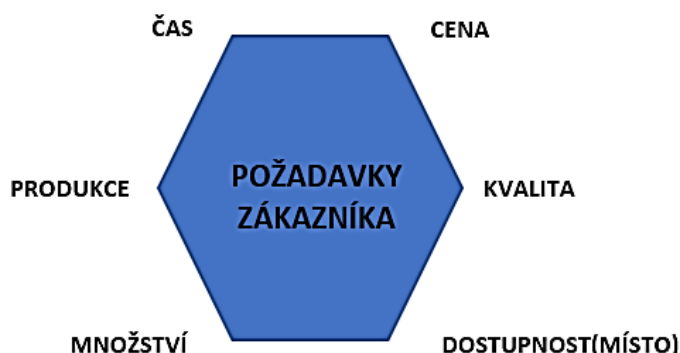 ČAS
CENA
PRODUKCE
POŽADAVKY
ZÁKAZNÍKA
KVALITA
MNOŽSTVÍ
DOSTUPNOST(MÍSTO)